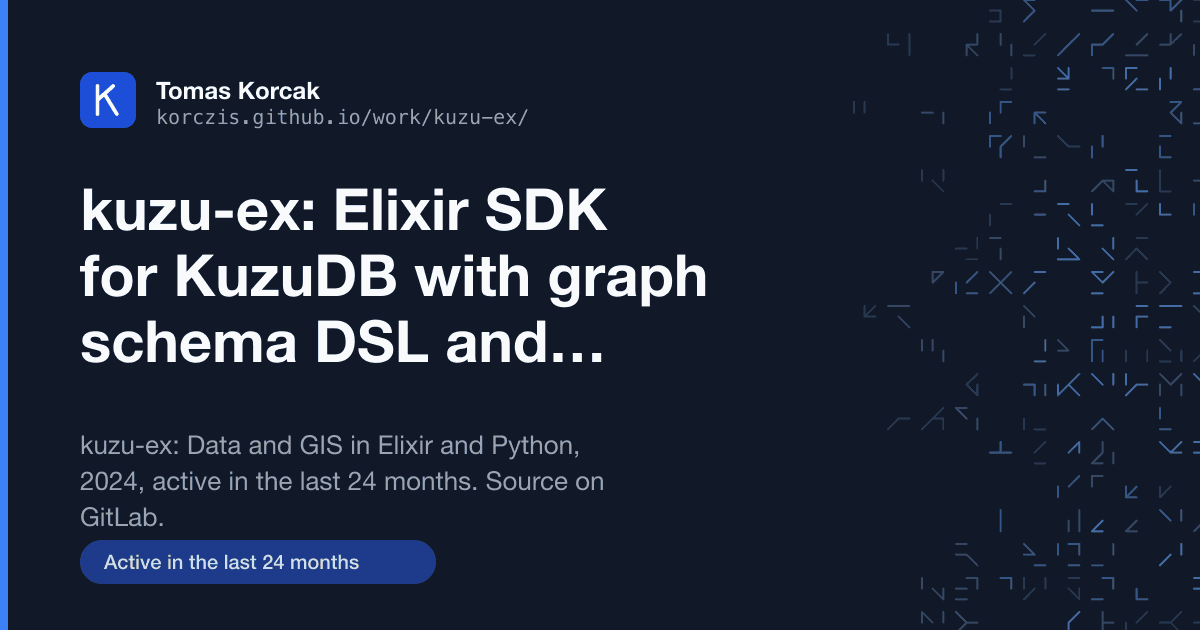 K
Tomas Korcak
korczis.github.io/work/kuzu-ex/
kuzu-ex: Elixir SDK
for KuzuDB with graph
schema DSL and…
kuzu-ex: Data and GIS in Elixir and Python,
2024, active in the last 24 months. Source on
GitLab.
Active in the last 24 months